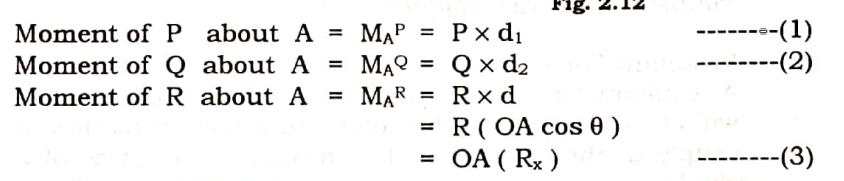 Fig. 2.12
Moment of P about A = M_A^P = P × d₁ --------(1)
Moment of Q about A = M_A^Q = Q × d₂ --------(2)
Moment of R about A = M_A^R = R × d
= R ( OA cos θ )
= OA ( Rₓ ) --------(3)